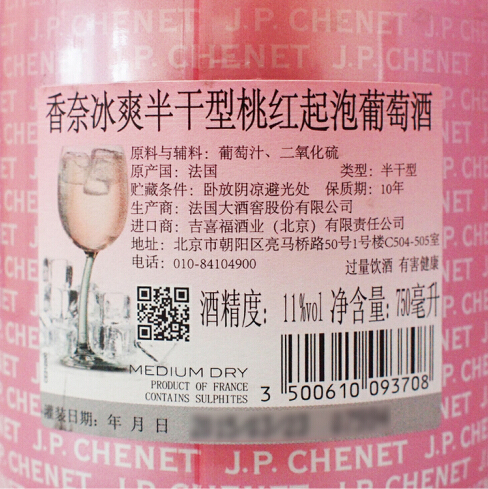 J.P. CHENET
香奈冰爽半干型桃红起泡葡萄酒
原料与辅料：葡萄汁、二氧化硫
原产国：法国 类型：半干型
贮藏条件：卧放阴凉避光处 保质期：10年
生产商：法国大酒窖股份有限公司
进口商：吉喜福酒业（北京）有限责任公司
地址：北京市朝阳区亮马桥路50号1号楼C504-505室
电话：010-84104900 过量饮酒 有害健康
酒精度：11%vol 净含量：750毫升
MEDIUM DRY
PRODUCT OF FRANCE
CONTAINS SULPHITES
3 500610 093708
灌装日期：年 月 日
J.P. CHENET